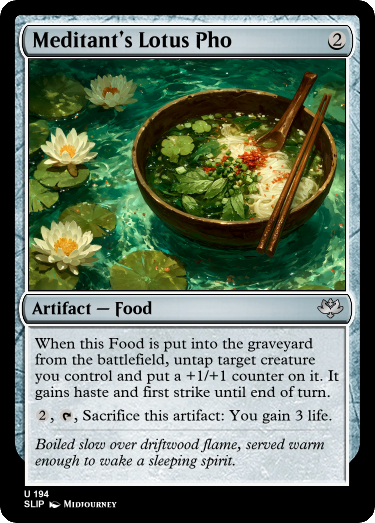 Meditant's Lotus Pho 2
Artifact — Food
When this Food is put into the graveyard
from the battlefield, untap target creature
you control and put a +1/+1 counter on it. It
gains haste and first strike until end of turn.
2, , Sacrifice this artifact: You gain 3 life.
Boiled slow over driftwood flame, served warm
enough to wake a sleeping spirit.
U 194
SLIP Midjourney